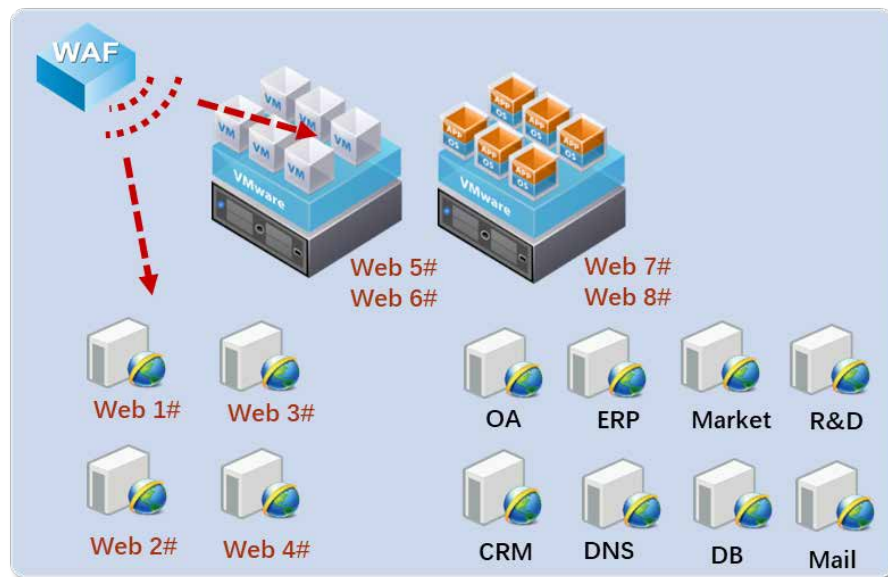 WAF
VM
VM
VM
VM
VM
VMware
APP
OS
APP
OS
APP
OS
APP
OS
APP
OS
APP
OS
VMware
Web 5#
Web 6#
Web 7#
Web 8#
Web 1#
Web 3#
OA
ERP
Market
R&D
Web 2#
Web 4#
CRM
DNS
DB
Mail